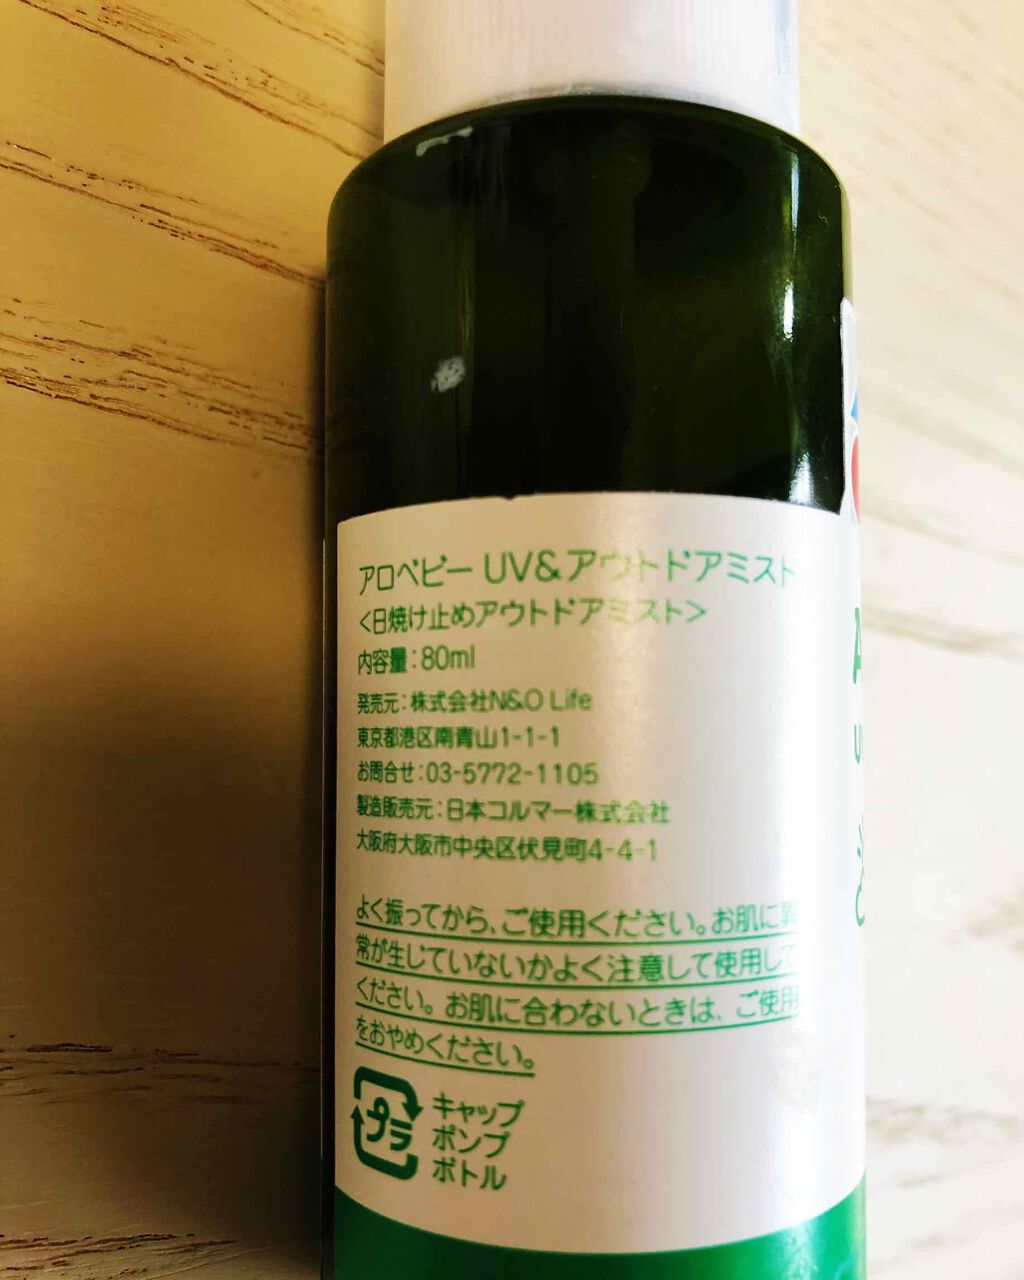 アロベビー UV&アウトドアミスト
<日焼け止めアウトドアミスト>
内容量:80ml
発売元:株式会社N&O Life
東京都港区南青山1-1-1
お問合せ:03-5772-1105
製造販売元:日本コルマー株式会社
大阪府大阪市中央区伏見町4-4-1
よく振ってから、ご使用ください。お肌に異
常が生じていないかよく注意して使用して
ください。お肌に合わないときは、ご使用
をおやめください。
プラ
キャップ
ポンプ
ボトル